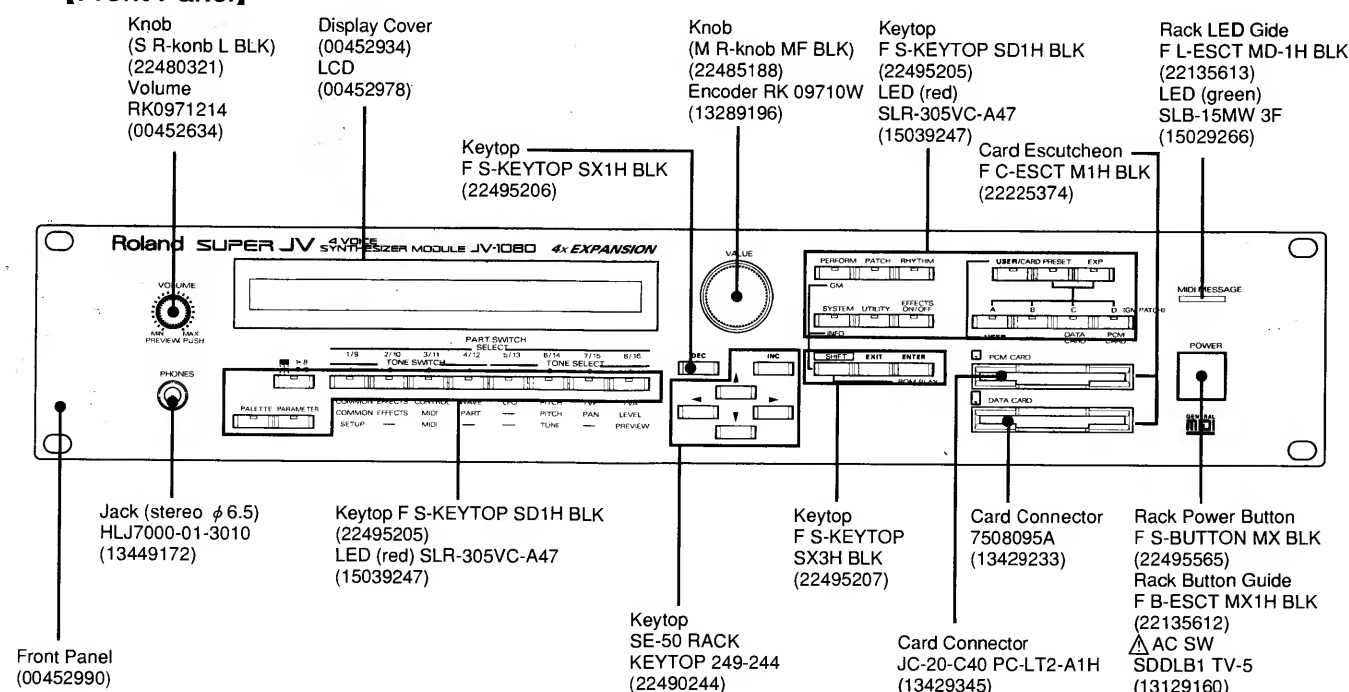 [Front Panel]
Knob
(S R-konb L BLK)
(22480321)
Volume
RK0971214
(00452634)
Display Cover
(00452934)
LCD
(00452978)
Keytop
F S-KEYTOP SX1H BLK
(22495206)
Knob
(M R-knob MF BLK)
(22485188)
Encoder RK 09710W
(13289196)
Keytop
F S-KEYTOP SD1H BLK
(22495205)
LED (red)
SLR-305VC-A47
(15039247)
Card Escutcheon
F C-ESCT M1H BLK
(22225374)
Rack LED Gide
F L-ESCT MD-1H BLK
(22135613)
LED (green)
SLB-15MW 3F
(15029266)
Roland SUPER JV 4 VOICE SYNTHESIZER MODULE JV-1080 4x EXPANSION
VOLUME
MIN MAX
PREVIEW PUSH
PHONES
VALUE
PERFORM PATCH RHYTHM
GM
SYSTEM UTILITY EFFECTS ON/OFF
INFO
USER/CARD PRESET EXP
A B C D (GN PATCH)
USER DATA CARD PCM CARD
MIDI MESSAGE
PART SWITCH
SELECT
1/9 2/10 3/11 4/12 5/13 6/14 7/15 8/16
TONE SWITCH TONE SELECT
PALETTE PARAMETER
COMMON EFFECTS CONTROL WAVE LFO PITCH TVF TVA
COMMON EFFECTS MIDI PART — PITCH PAN LEVEL
SETUP — MIDI — — TUNE — PREVIEW
DEC INC
SHIFT EXIT ENTER
ROM PLAY
PCM CARD
DATA CARD
POWER
GENERAL
MIDI
Jack (stereo φ 6.5)
HLJ7000-01-3010
(13449172)
Keytop F S-KEYTOP SD1H BLK
(22495205)
LED (red) SLR-305VC-A47
(15039247)
Keytop
F S-KEYTOP
SX3H BLK
(22495207)
Card Connector
7508095A
(13429233)
Rack Power Button
F S-BUTTON MX BLK
(22495565)
Rack Button Guide
F B-ESCT MX1H BLK
(22135612)
⚠ AC SW
SDDLB1 TV-5
(13129160)
Front Panel
(00452990)
Keytop
SE-50 RACK
KEYTOP 249-244
(22490244)
Card Connector
JC-20-C40 PC-LT2-A1H
(13429345)